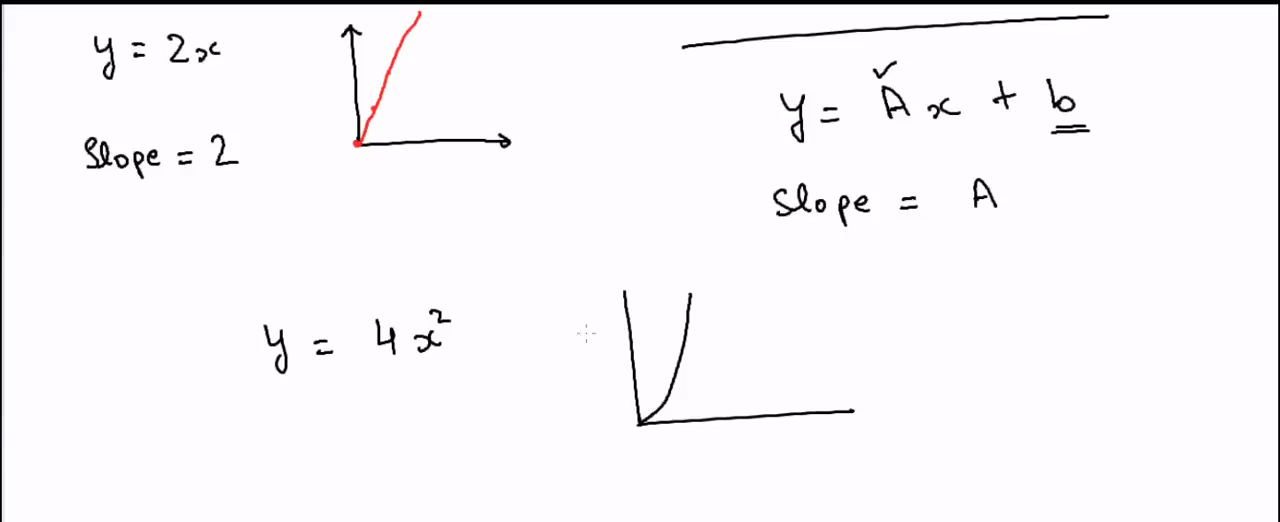 y = 2x
Slope = 2
y = Ax + b
Slope = A
y = 4x²